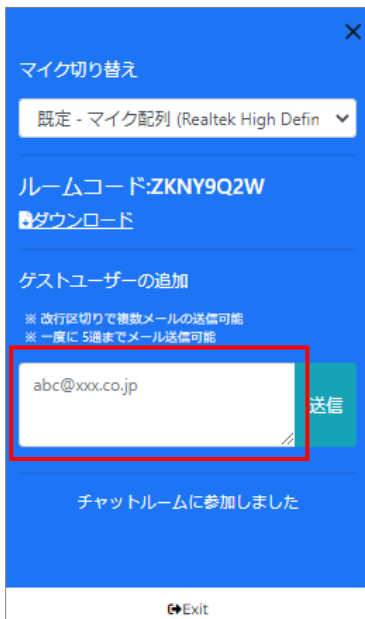 マイク切り替え
既定 - マイク配列 (Realtek High Defin
ルームコード:ZKNY9Q2W
ダウンロード
ゲストユーザーの追加
※ 改行区切りで複数メールの送信可能
※ 一度に 5通までメール送信可能
abc@xxx.co.jp
送信
チャットルームに参加しました
Exit